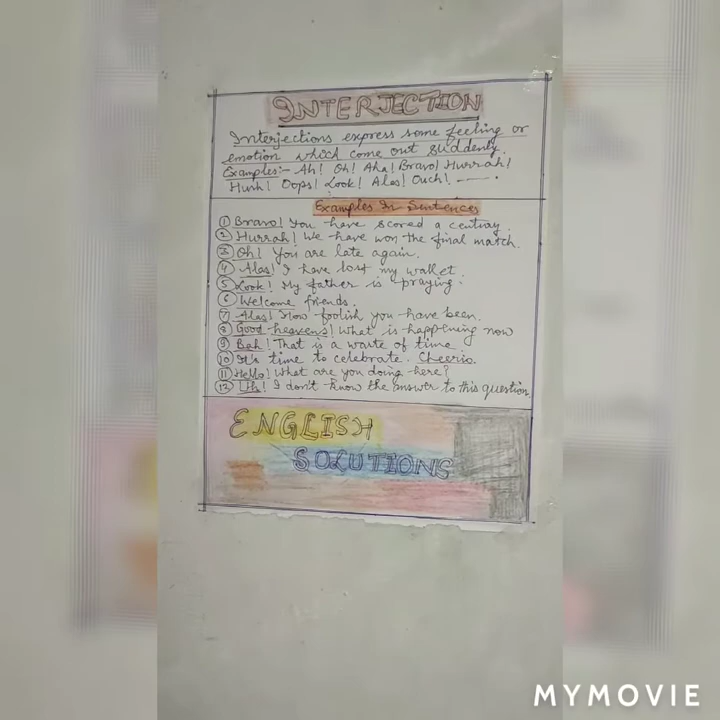 INTERJECTION
Interjections express some feeling or
emotion which come out suddenly.
Examples:- Ah! Oh! Aha! Bravo! Hurrah!
Hush! Oops! Look! Alas! Ouch! ———.
Examples In Sentences
① Bravo! You have scored a century.
② Hurrah! We have won the final match.
③ Oh! You are late again.
④ Alas! I have lost my wallet.
⑤ Look! My father is praying.
⑥ Welcome friends.
⑦ Alas! How foolish you have been.
⑧ Good heavens! What is happening now
⑨ Bah! That is a waste of time.
⑩ It's time to celebrate. Cheerio.
⑪ Hello! What are you doing here?
⑫ Uh! I don't know the answer to this question.
ENGLISH
SOLUTIONS
MYMOVIE